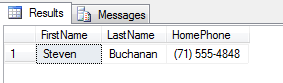 Results Messages
FirstName LastName HomePhone
1 Steven Buchanan (71) 555-4848